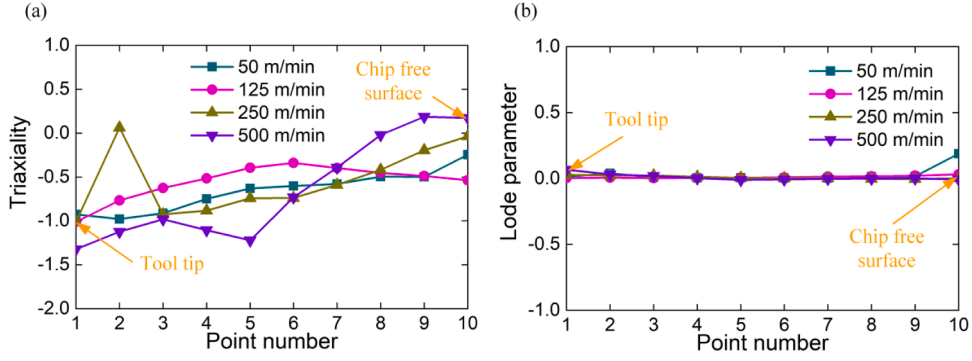 (a)
1.0
0.5
0.0
-0.5
-1.0
-1.5
-2.0
Triaxiality
50 m/min
125 m/min
250 m/min
500 m/min
Chip free
surface
Tool tip
1 2 3 4 5 6 7 8 9 10
Point number
(b)
1.0
0.5
0.0
-0.5
-1.0
Lode parameter
50 m/min
125 m/min
250 m/min
500 m/min
Tool tip
Chip free
surface
1 2 3 4 5 6 7 8 9 10
Point number